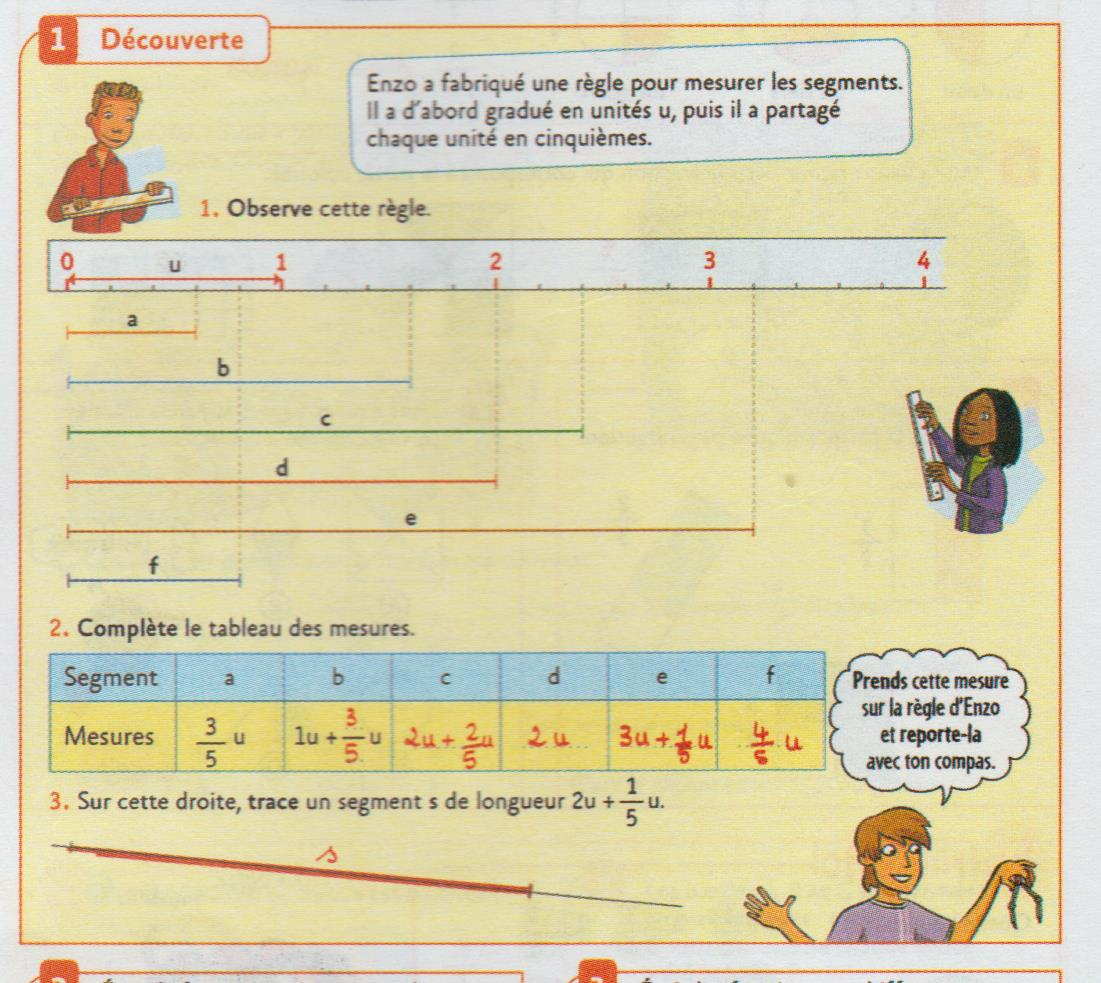 1 Découverte
Enzo a fabriqué une règle pour mesurer les segments.
Il a d'abord gradué en unités u, puis il a partagé
chaque unité en cinquièmes.
1. Observe cette règle.
0 u 1 2 3 4
a
b
c
d
e
f
2. Complète le tableau des mesures.
Segment a b c d e f
Mesures 3/5 u 1u + 3/5 u 2u + 2/5 u 2 u 3u + 1/5 u 4/5 u
Prends cette mesure
sur la règle d'Enzo
et reporte-la
avec ton compas.
3. Sur cette droite, trace un segment s de longueur 2u + 1/5 u.
s